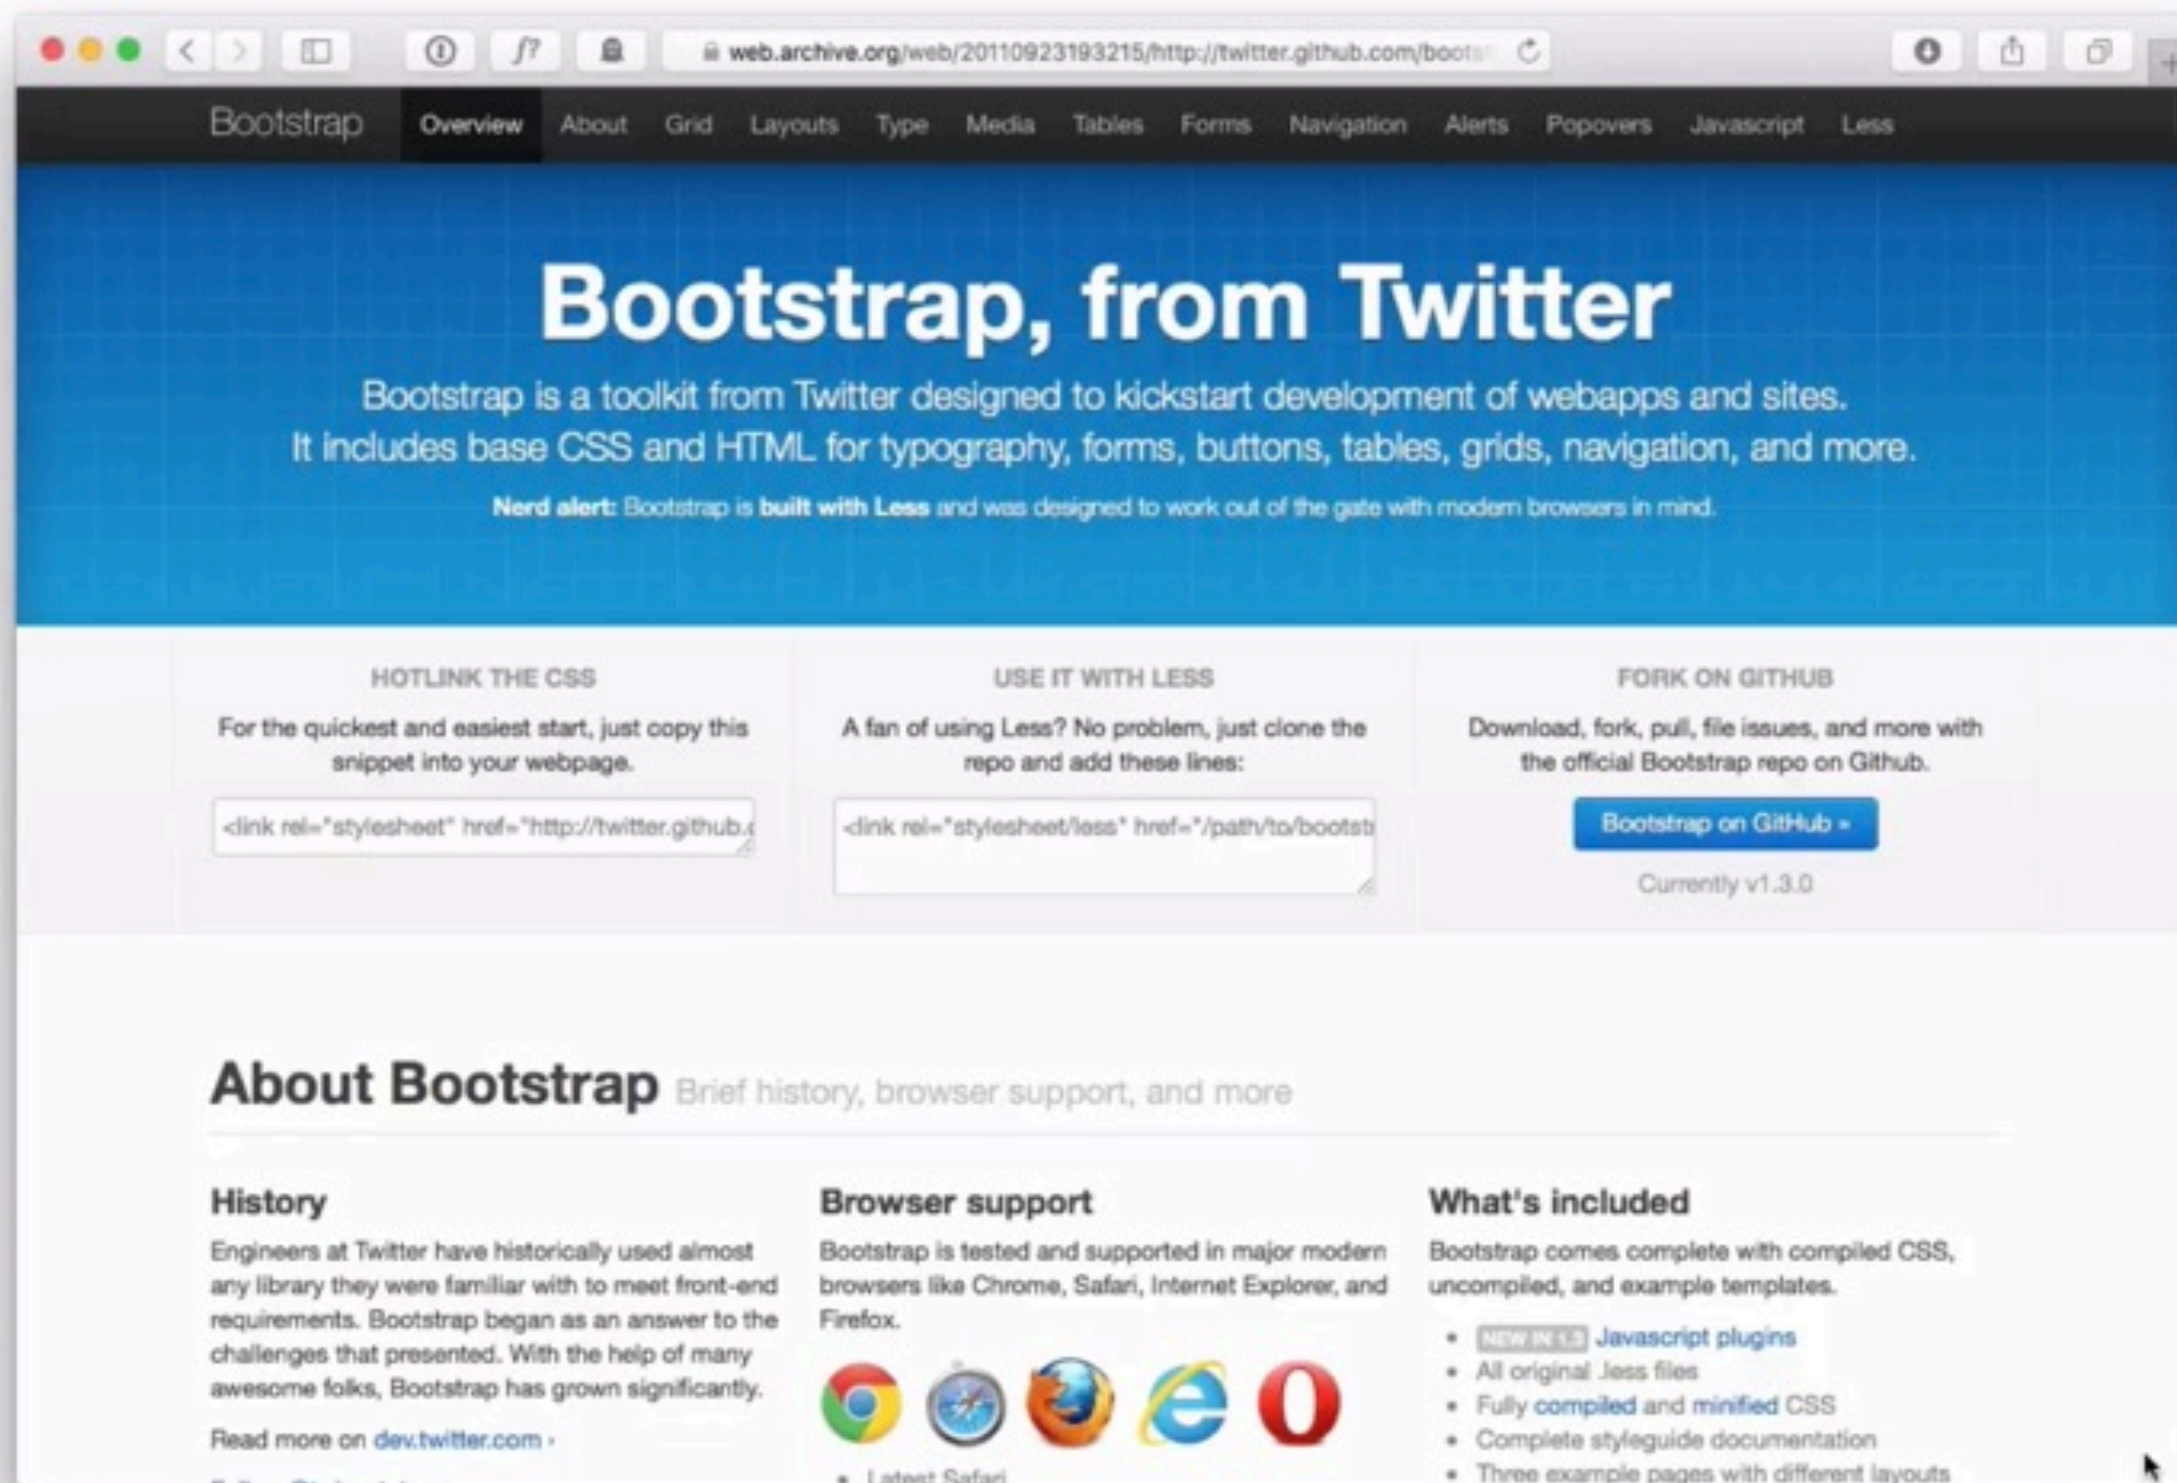 web.archive.org/web/20110923193215/http://twitter.github.com/boots
Bootstrap Overview About Grid Layouts Type Media Tables Forms Navigation Alerts Popovers Javascript Less
Bootstrap, from Twitter
Bootstrap is a toolkit from Twitter designed to kickstart development of webapps and sites.
It includes base CSS and HTML for typography, forms, buttons, tables, grids, navigation, and more.
Nerd alert: Bootstrap is built with Less and was designed to work out of the gate with modern browsers in mind.
HOTLINK THE CSS
For the quickest and easiest start, just copy this
snippet into your webpage.
<link rel="stylesheet" href="http://twitter.github.c
USE IT WITH LESS
A fan of using Less? No problem, just clone the
repo and add these lines:
<link rel="stylesheet/less" href="/path/to/bootst
FORK ON GITHUB
Download, fork, pull, file issues, and more with
the official Bootstrap repo on Github.
Bootstrap on GitHub »
Currently v1.3.0
About Bootstrap Brief history, browser support, and more
History
Engineers at Twitter have historically used almost
any library they were familiar with to meet front-end
requirements. Bootstrap began as an answer to the
challenges that presented. With the help of many
awesome folks, Bootstrap has grown significantly.
Read more on dev.twitter.com ›
Browser support
Bootstrap is tested and supported in major modern
browsers like Chrome, Safari, Internet Explorer, and
Firefox.
• Latest Safari
What's included
Bootstrap comes complete with compiled CSS,
uncompiled, and example templates.
• NEW IN 1.3 Javascript plugins
• All original .less files
• Fully compiled and minified CSS
• Complete styleguide documentation
• Three example pages with different layouts